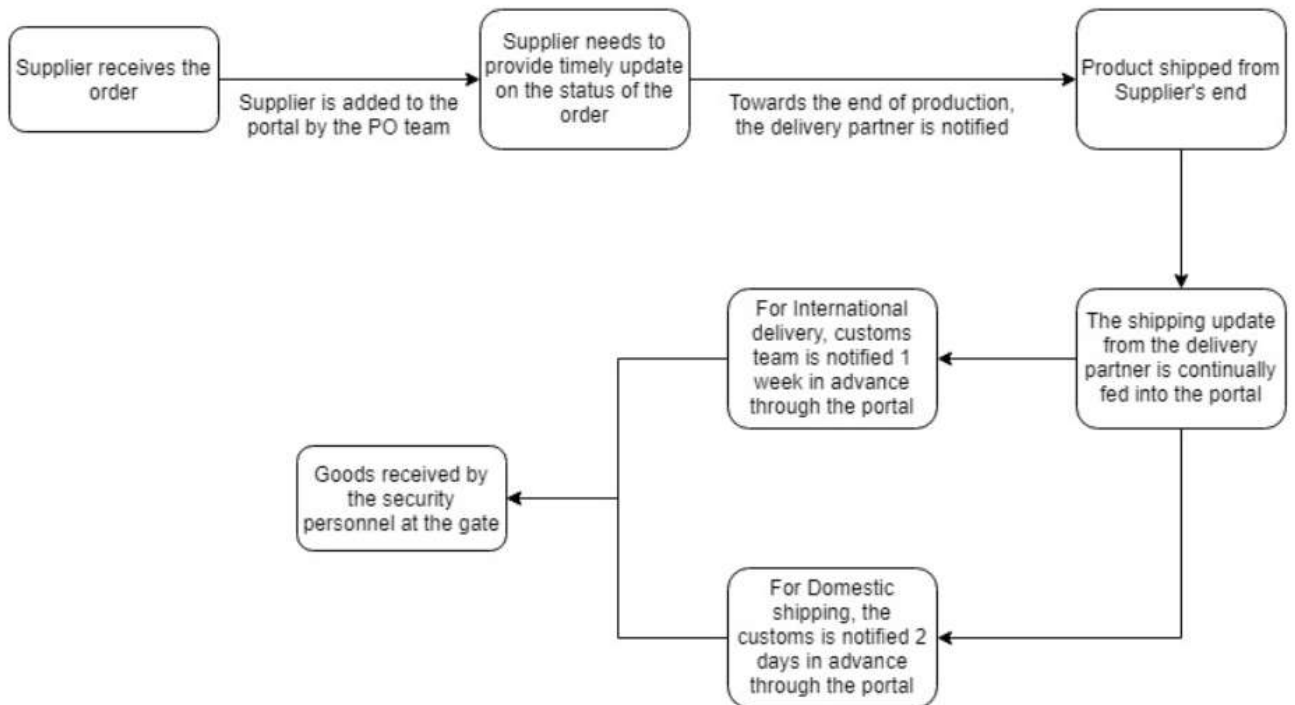 Supplier receives the
order
Supplier is added to the
portal by the PO team
Supplier needs to
provide timely update
on the status of the
order
Towards the end of production,
the delivery partner is notified
Product shipped from
Supplier's end
The shipping update
from the delivery
partner is continually
fed into the portal
For International
delivery, customs
team is notified 1
week in advance
through the portal
For Domestic
shipping, the
customs is notified 2
days in advance
through the portal
Goods received by
the security
personnel at the gate